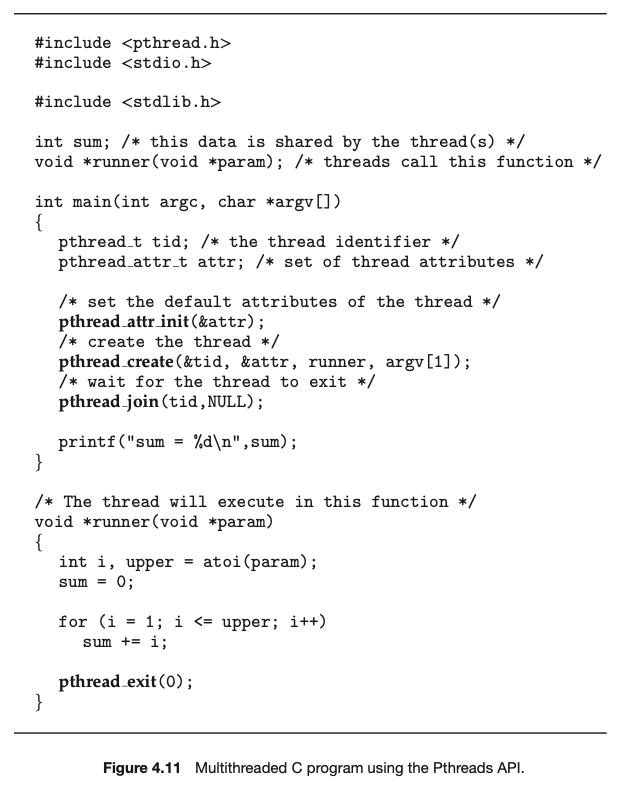 #include <pthread.h>
#include <stdio.h>
#include <stdlib.h>
int sum; /* this data is shared by the thread(s) */
void *runner(void *param); /* threads call this function */
int main(int argc, char *argv[])
{
pthread_t tid; /* the thread identifier */
pthread_attr_t attr; /* set of thread attributes */
/* set the default attributes of the thread */
pthread_attr_init(&attr);
/* create the thread */
pthread_create(&tid, &attr, runner, argv[1]);
/* wait for the thread to exit */
pthread_join(tid,NULL);
printf("sum = %d\n",sum);
}
/* The thread will execute in this function */
void *runner(void *param)
{
int i, upper = atoi(param);
sum = 0;
for (i = 1; i <= upper; i++)
sum += i;
pthread_exit(0);
}
Figure 4.11 Multithreaded C program using the Pthreads API.